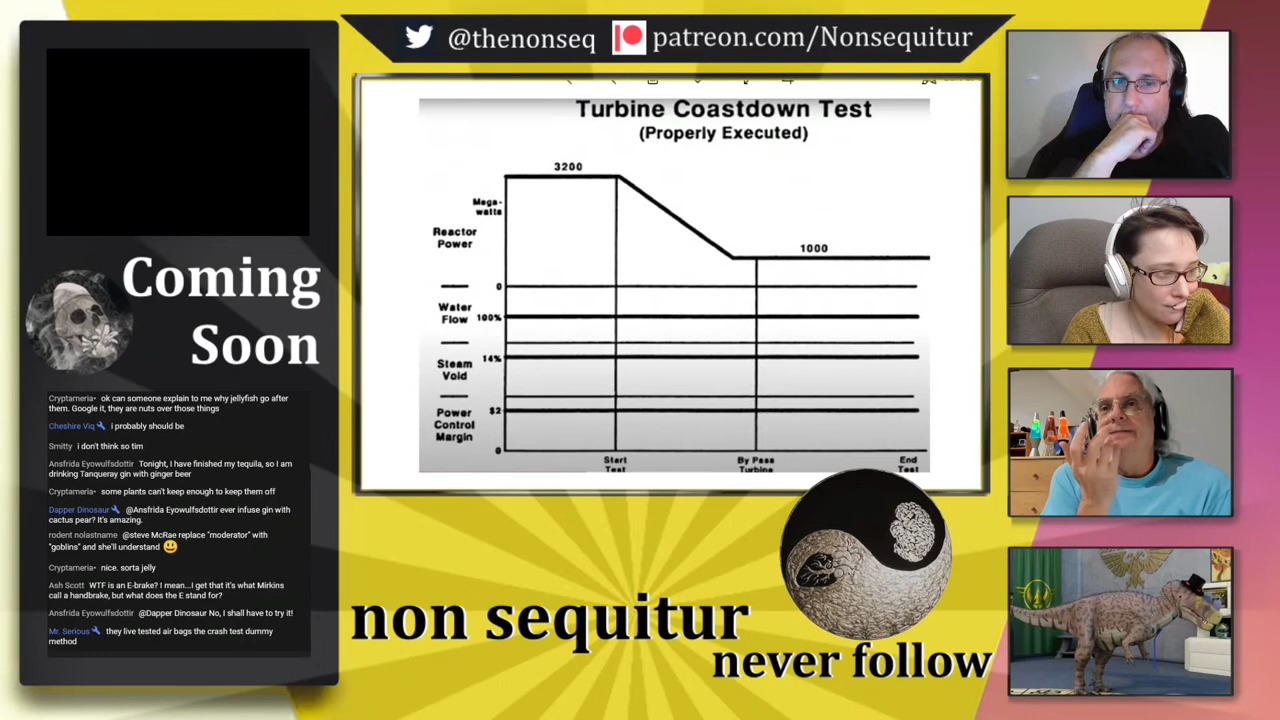 @thenonseq
patreon.com/Nonsequitur
Turbine Coastdown Test
(Properly Executed)
3200
Mega-
watts
Reactor
Power
1000
0
Water
Flow
100%
Steam
Void
14%
Power
Control
Margin
$2
0
Start
Test
By Pass
Turbine
End
Test
Coming
Soon
Cryptameria• ok can someone explain to me why jellyfish go after
them. Google it, they are nuts over those things
Cheshire Viq i probably should be
Smitty i don't think so tim
Ansfrida Eyowulfsdottir Tonight, I have finished my tequila, so I am
drinking Tanqueray gin with ginger beer
Cryptameria• some plants can't keep enough to keep them off
Dapper Dinosaur @Ansfrida Eyowulfsdottir ever infuse gin with
cactus pear? It's amazing.
rodent nolastname @steve McRae replace "moderator" with
"goblins" and she'll understand 😃
Cryptameria• nice. sorta jelly
Ash Scott WTF is an E-brake? I mean...I get that it's what Mirkins
call a handbrake, but what does the E stand for?
Ansfrida Eyowulfsdottir @Dapper Dinosaur No, I shall have to try it!
Mr. Serious they live tested air bags the crash test dummy
method
non sequitur
never follow